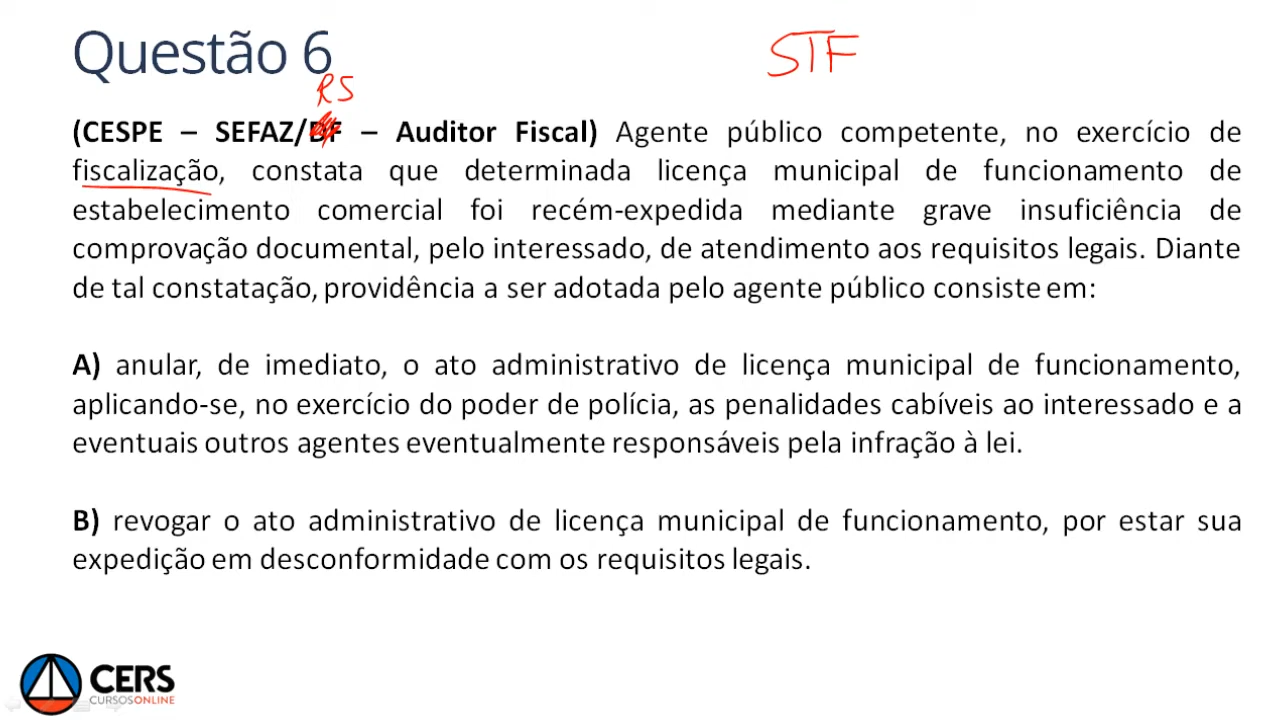 Questão 6
STF
RS
(CESPE – SEFAZ/DF – Auditor Fiscal) Agente público competente, no exercício de
fiscalização, constata que determinada licença municipal de funcionamento de
estabelecimento comercial foi recém-expedida mediante grave insuficiência de
comprovação documental, pelo interessado, de atendimento aos requisitos legais. Diante
de tal constatação, providência a ser adotada pelo agente público consiste em:
A) anular, de imediato, o ato administrativo de licença municipal de funcionamento,
aplicando-se, no exercício do poder de polícia, as penalidades cabíveis ao interessado e a
eventuais outros agentes eventualmente responsáveis pela infração à lei.
B) revogar o ato administrativo de licença municipal de funcionamento, por estar sua
expedição em desconformidade com os requisitos legais.
CERS
CURSOS ONLINE